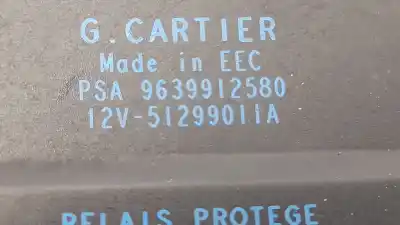 G. CARTIER
Made in EEC
PSA 9639912580
12V-51299011A
RELAIS PROTEGE